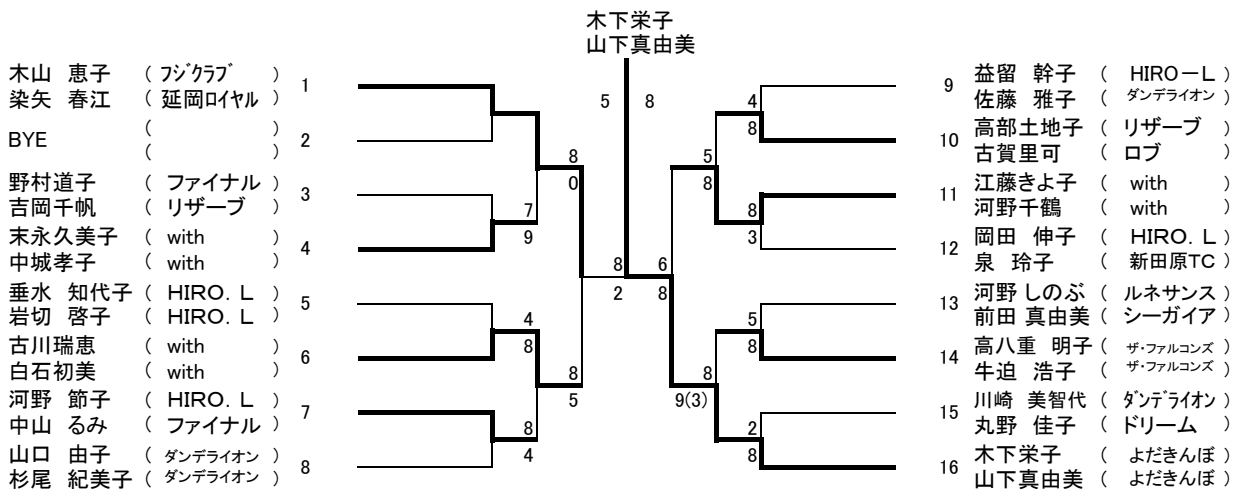 木下栄子
山下真由美
木山 恵子 ( フジクラブ )
染矢 春江 ( 延岡ロイヤル )
1
BYE ( )
( )
2
野村道子 ( ファイナル )
吉岡千帆 ( リザーブ )
3
末永久美子 ( with )
中城孝子 ( with )
4
垂水 知代子 ( HIRO.L )
岩切 啓子 ( HIRO.L )
5
古川瑞恵 ( with )
白石初美 ( with )
6
河野 節子 ( HIRO.L )
中山 るみ ( ファイナル )
7
山口 由子 ( ダンデライオン )
杉尾 紀美子 ( ダンデライオン )
8
7
9
4
8
8
4
8
0
8
5
8
2
5 8
6
8
5
8
8
9(3)
4
8
8
3
5
8
2
8
9
益留 幹子 ( HIRO-L )
佐藤 雅子 ( ダンデライオン )
10
高部土地子 ( リザーブ )
古賀里可 ( ロブ )
11
江藤きよ子 ( with )
河野千鶴 ( with )
12
岡田 伸子 ( HIRO.L )
泉 玲子 ( 新田原TC )
13
河野 しのぶ ( ルネサンス )
前田 真由美 ( シーガイア )
14
高八重 明子 ( ザ・ファルコンズ )
牛迫 浩子 ( ザ・ファルコンズ )
15
川崎 美智代 ( ダンデライオン )
丸野 佳子 ( ドリーム )
16
木下栄子 ( よだきんぼ )
山下真由美 ( よだきんぼ )